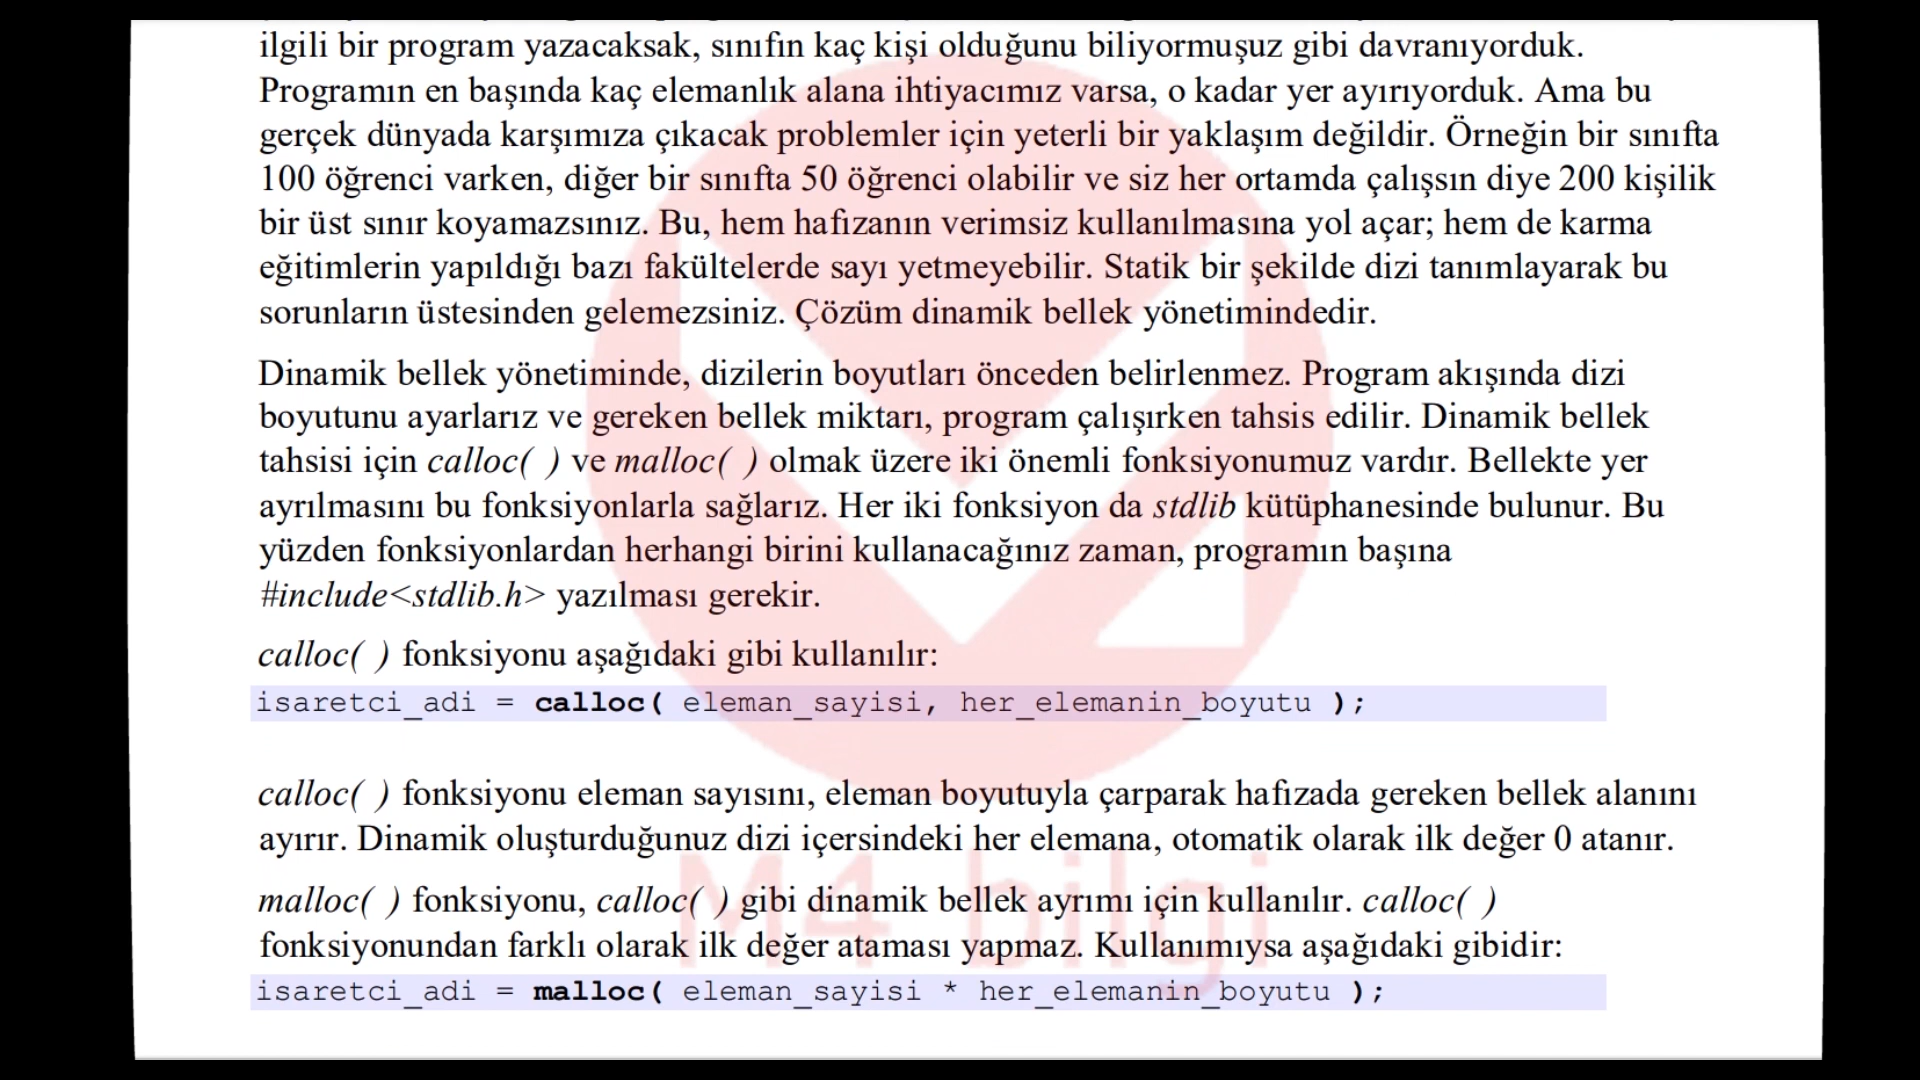 ilgili bir program yazacaksak, sınıfın kaç kişi olduğunu biliyormuşuz gibi davranıyorduk.
Programın en başında kaç elemanlık alana ihtiyacımız varsa, o kadar yer ayırıyorduk. Ama bu
gerçek dünyada karşımıza çıkacak problemler için yeterli bir yaklaşım değildir. Örneğin bir sınıfta
100 öğrenci varken, diğer bir sınıfta 50 öğrenci olabilir ve siz her ortamda çalışsın diye 200 kişilik
bir üst sınır koyamazsınız. Bu, hem hafızanın verimsiz kullanılmasına yol açar; hem de karma
eğitimlerin yapıldığı bazı fakültelerde sayı yetmeyebilir. Statik bir şekilde dizi tanımlayarak bu
sorunların üstesinden gelemezsiniz. Çözüm dinamik bellek yönetimindedir.
Dinamik bellek yönetiminde, dizilerin boyutları önceden belirlenmez. Program akışında dizi
boyutunu ayarlarız ve gereken bellek miktarı, program çalışırken tahsis edilir. Dinamik bellek
tahsisi için calloc( ) ve malloc( ) olmak üzere iki önemli fonksiyonumuz vardır. Bellekte yer
ayrılmasını bu fonksiyonlarla sağlarız. Her iki fonksiyon da stdlib kütüphanesinde bulunur. Bu
yüzden fonksiyonlardan herhangi birini kullanacağınız zaman, programın başına
#include<stdlib.h> yazılması gerekir.
calloc( ) fonksiyonu aşağıdaki gibi kullanılır:
isaretci_adi = calloc( eleman_sayisi, her_elemanin_boyutu );
calloc( ) fonksiyonu eleman sayısını, eleman boyutuyla çarparak hafızada gereken bellek alanını
ayırır. Dinamik oluşturduğunuz dizi içersindeki her elemana, otomatik olarak ilk değer 0 atanır.
malloc( ) fonksiyonu, calloc( ) gibi dinamik bellek ayrımı için kullanılır. calloc( )
fonksiyonundan farklı olarak ilk değer ataması yapmaz. Kullanımıysa aşağıdaki gibidir:
isaretci_adi = malloc( eleman_sayisi * her_elemanin_boyutu );
M4 bilgi